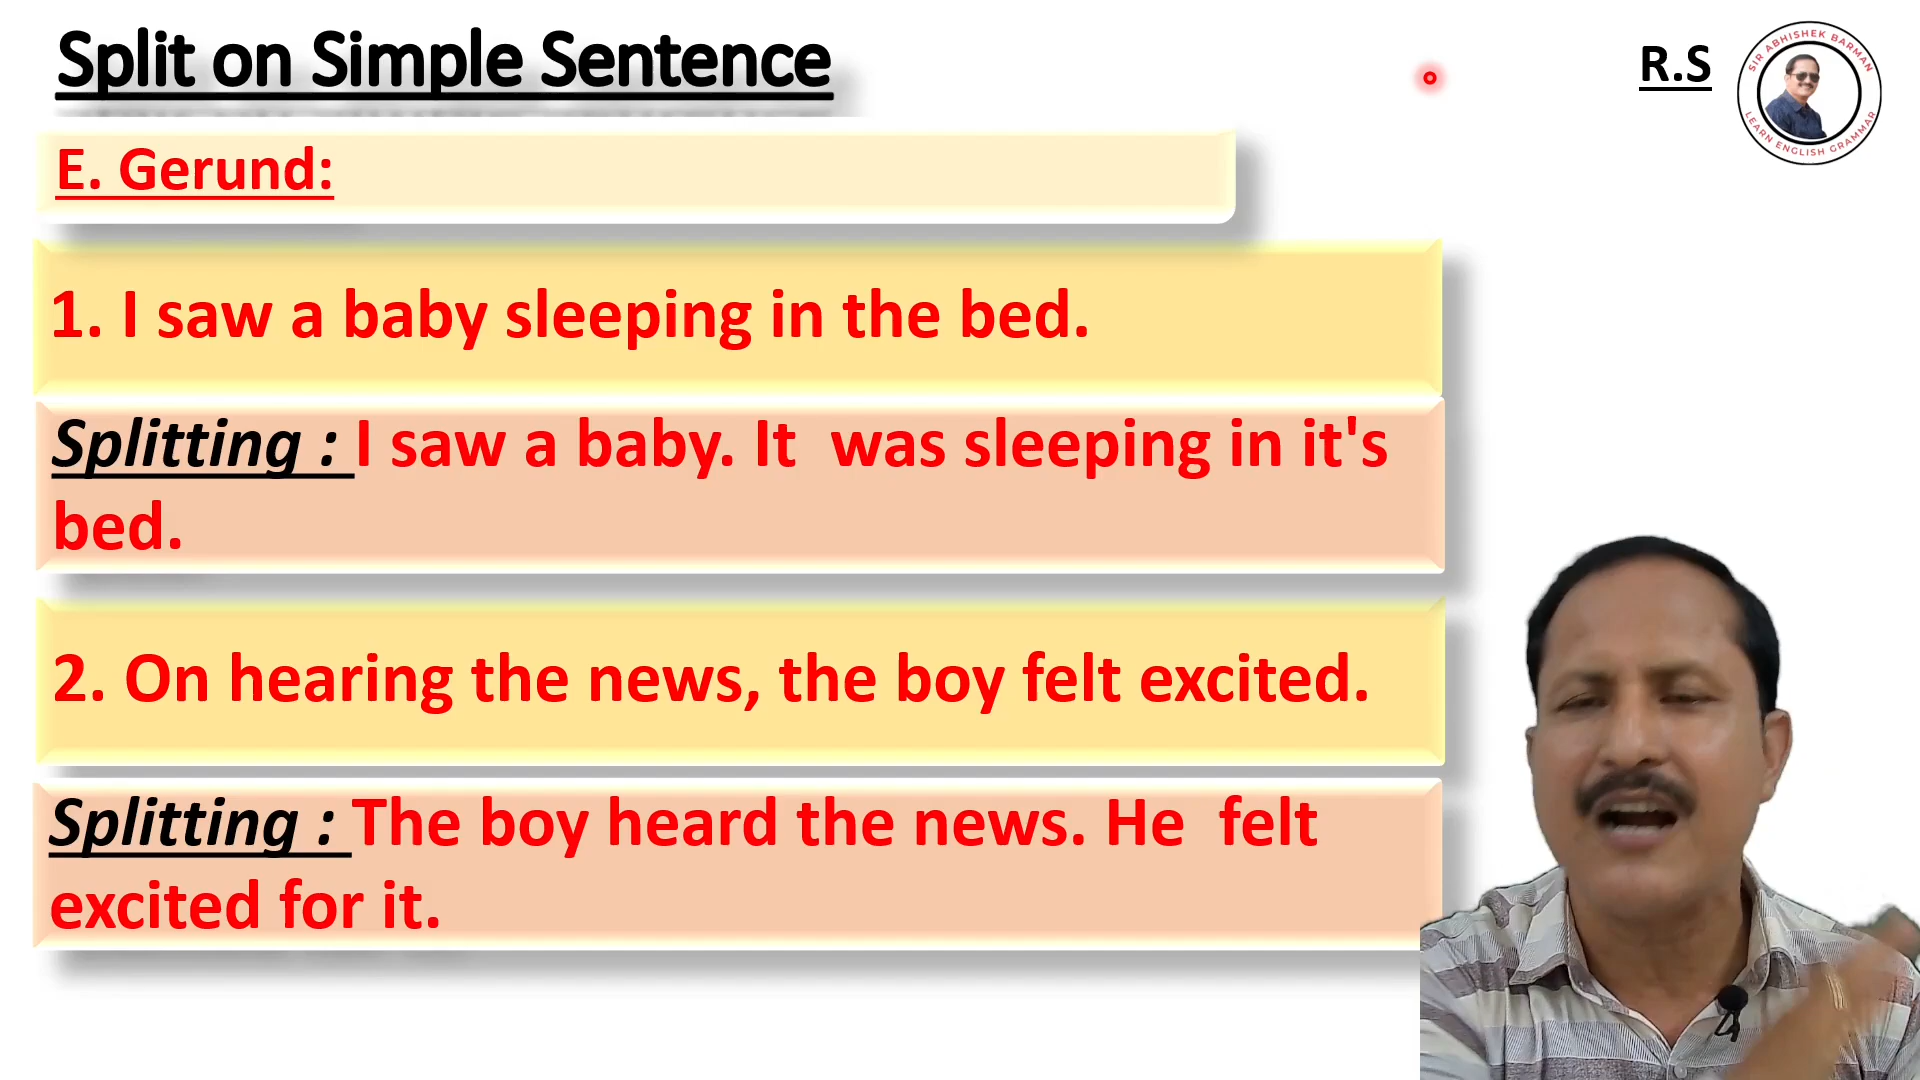 Split on Simple Sentence
R.S
SIR ABHISHEK BARMAN
LEARN ENGLISH GRAMMAR
E. Gerund:
1. I saw a baby sleeping in the bed.
Splitting : I saw a baby. It  was sleeping in it's
bed.
2. On hearing the news, the boy felt excited.
Splitting : The boy heard the news. He  felt
excited for it.